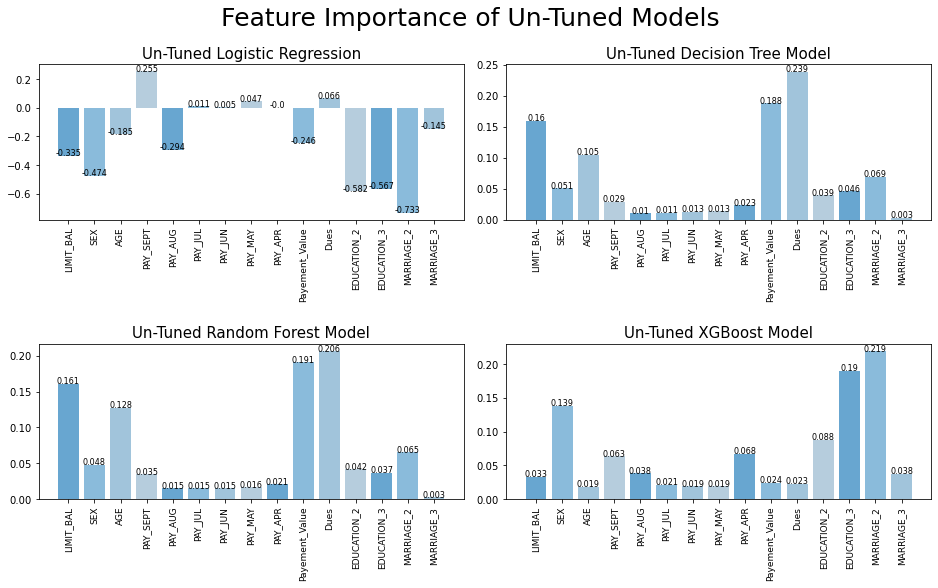 Feature Importance of Un-Tuned Models
Un-Tuned Logistic Regression
0.2
0.0
-0.2
-0.4
-0.6
-0.335
-0.474
-0.185
0.255
-0.294
0.011
0.005
0.047
-0.0
-0.246
0.066
-0.582
-0.567
-0.733
-0.145
LIMIT_BAL
SEX
AGE
PAY_SEPT
PAY_AUG
PAY_JUL
PAY_JUN
PAY_MAY
PAY_APR
Payement_Value
Dues
EDUCATION_2
EDUCATION_3
MARRIAGE_2
MARRIAGE_3
Un-Tuned Decision Tree Model
0.25
0.20
0.15
0.10
0.05
0.00
0.16
0.051
0.105
0.029
0.01
0.011
0.013
0.013
0.023
0.188
0.239
0.039
0.046
0.069
0.003
LIMIT_BAL
SEX
AGE
PAY_SEPT
PAY_AUG
PAY_JUL
PAY_JUN
PAY_MAY
PAY_APR
Payement_Value
Dues
EDUCATION_2
EDUCATION_3
MARRIAGE_2
MARRIAGE_3
Un-Tuned Random Forest Model
0.20
0.15
0.10
0.05
0.00
0.161
0.048
0.128
0.035
0.015
0.015
0.015
0.016
0.021
0.191
0.206
0.042
0.037
0.065
0.003
LIMIT_BAL
SEX
AGE
PAY_SEPT
PAY_AUG
PAY_JUL
PAY_JUN
PAY_MAY
PAY_APR
Payement_Value
Dues
EDUCATION_2
EDUCATION_3
MARRIAGE_2
MARRIAGE_3
Un-Tuned XGBoost Model
0.20
0.15
0.10
0.05
0.00
0.033
0.139
0.019
0.063
0.038
0.021
0.019
0.019
0.068
0.024
0.023
0.088
0.19
0.219
0.038
LIMIT_BAL
SEX
AGE
PAY_SEPT
PAY_AUG
PAY_JUL
PAY_JUN
PAY_MAY
PAY_APR
Payement_Value
Dues
EDUCATION_2
EDUCATION_3
MARRIAGE_2
MARRIAGE_3